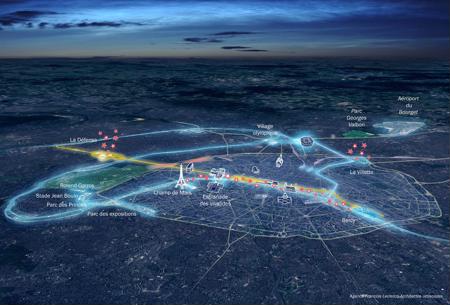 Aéroport
du
Bourget
Parc
Georges
Valbon
Village
olympique
La Défense
La Villette
Roland-Garros
Stade Jean Bouin
Parc des Princes
Parc des expositions
Champ de Mars
Esplanade
des Invalides
Bercy
Agence François Leclercq Architectes Urbanistes